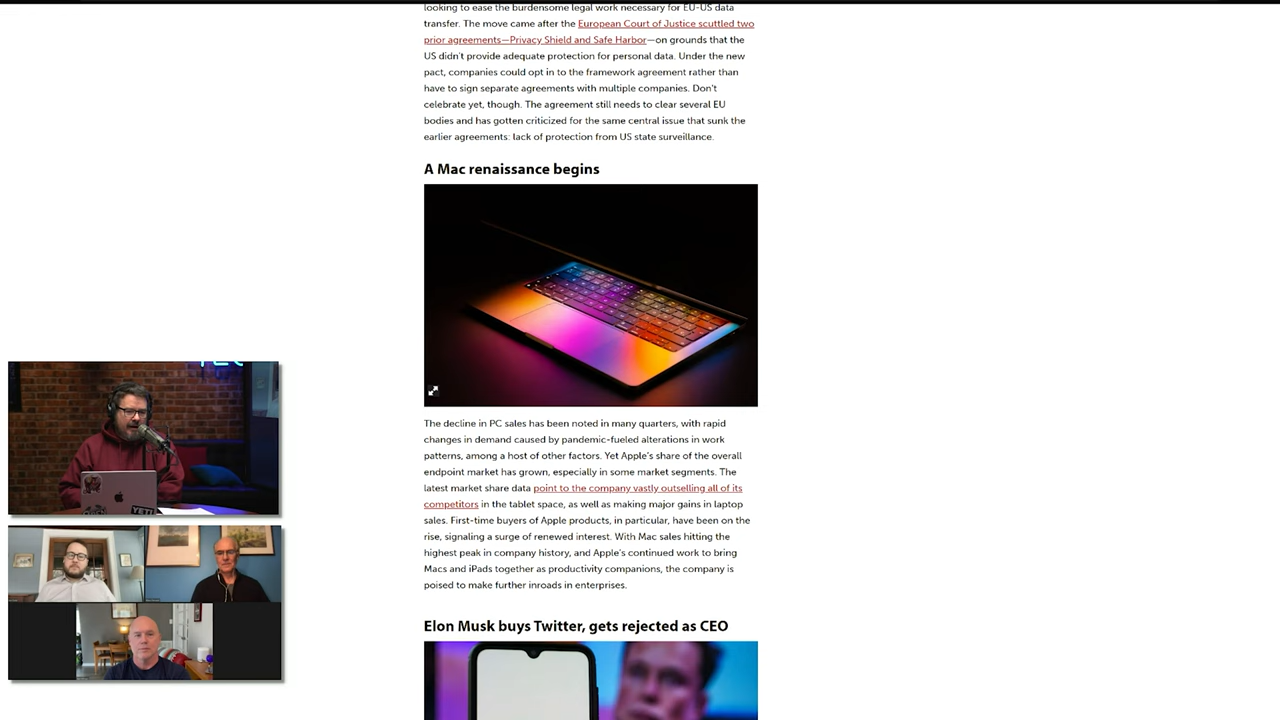 looking to ease the burdensome legal work necessary for EU-US data
transfer. The move came after the European Court of Justice scuttled two
prior agreements—Privacy Shield and Safe Harbor—on grounds that the
US didn't provide adequate protection for personal data. Under the new
pact, companies could opt in to the framework agreement rather than
have to sign separate agreements with multiple companies. Don't
celebrate yet, though. The agreement still needs to clear several EU
bodies and has gotten criticized for the same central issue that sunk the
earlier agreements: lack of protection from US state surveillance.
A Mac renaissance begins
The decline in PC sales has been noted in many quarters, with rapid
changes in demand caused by pandemic-fueled alterations in work
patterns, among a host of other factors. Yet Apple's share of the overall
endpoint market has grown, especially in some market segments. The
latest market share data point to the company vastly outselling all of its
competitors in the tablet space, as well as making major gains in laptop
sales. First-time buyers of Apple products, in particular, have been on the
rise, signaling a surge of renewed interest. With Mac sales hitting the
highest peak in company history, and Apple's continued work to bring
Macs and iPads together as productivity companions, the company is
poised to make further inroads in enterprises.
Elon Musk buys Twitter, gets rejected as CEO
YETI